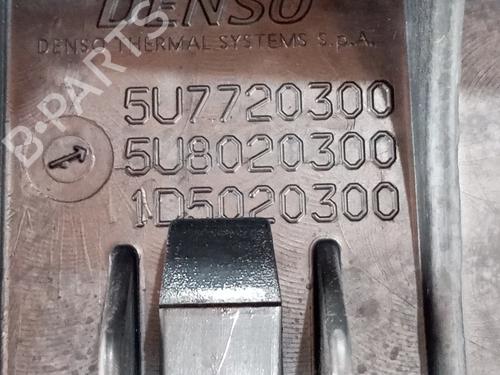 DENSO
DENSO THERMAL SYSTEMS S.p.A.
5U7720300
5U8020300
1D5020300
B-PARTS